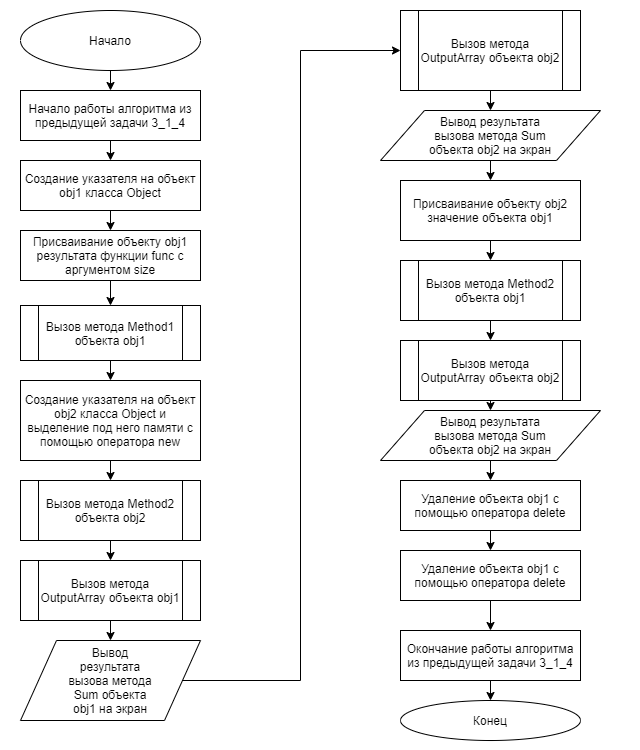 Начало
Начало работы алгоритма из
предыдущей задачи 3_1_4
Создание указателя на объект
obj1 класса Object
Присваивание объекту obj1
результата функции func с
аргументом size
Вызов метода Method1
объекта obj1
Создание указателя на объект
obj2 класса Object и
выделение под него памяти с
помощью оператора new
Вызов метода Method2
объекта obj2
Вызов метода
OutputArray объекта obj1
Вывод
результата
вызова метода
Sum объекта
obj1 на экран
Вызов метода
OutputArray объекта obj2
Вывод результата
вызова метода Sum
объекта obj2 на экран
Присваивание объекту obj2
значение объекта obj1
Вызов метода Method2
объекта obj1
Вызов метода
OutputArray объекта obj2
Вывод результата
вызова метода Sum
объекта obj2 на экран
Удаление объекта obj1 с
помощью оператора delete
Удаление объекта obj1 с
помощью оператора delete
Окончание работы алгоритма
из предыдущей задачи 3_1_4
Конец